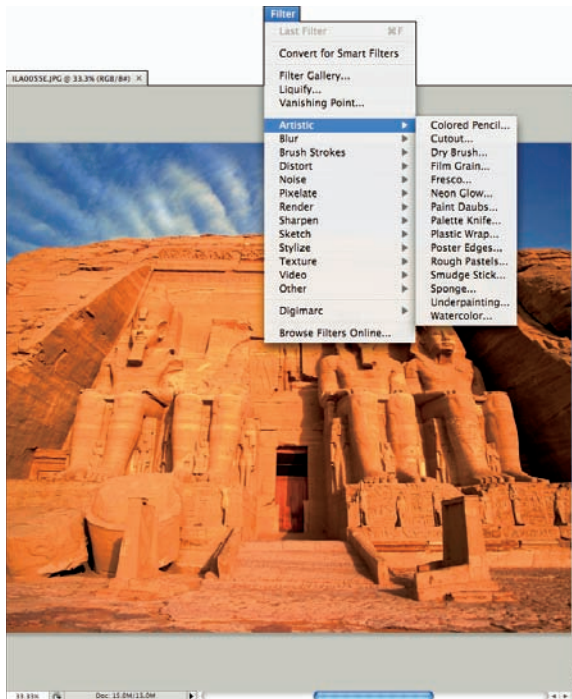 Filter
Last Filter ⌘F
Convert for Smart Filters
ILA0055E.JPG @ 33.3% (RGB/8#) ×
Filter Gallery...
Liquify...
Vanishing Point...
Artistic
Blur
Brush Strokes
Distort
Noise
Pixelate
Render
Sharpen
Sketch
Stylize
Texture
Video
Other
Digimarc
Browse Filters Online...
Colored Pencil...
Cutout...
Dry Brush...
Film Grain...
Fresco...
Neon Glow...
Paint Daubs...
Palette Knife...
Plastic Wrap...
Poster Edges...
Rough Pastels...
Smudge Stick...
Sponge...
Underpainting...
Watercolor...
33.33% Doc: 15.0M/15.0M